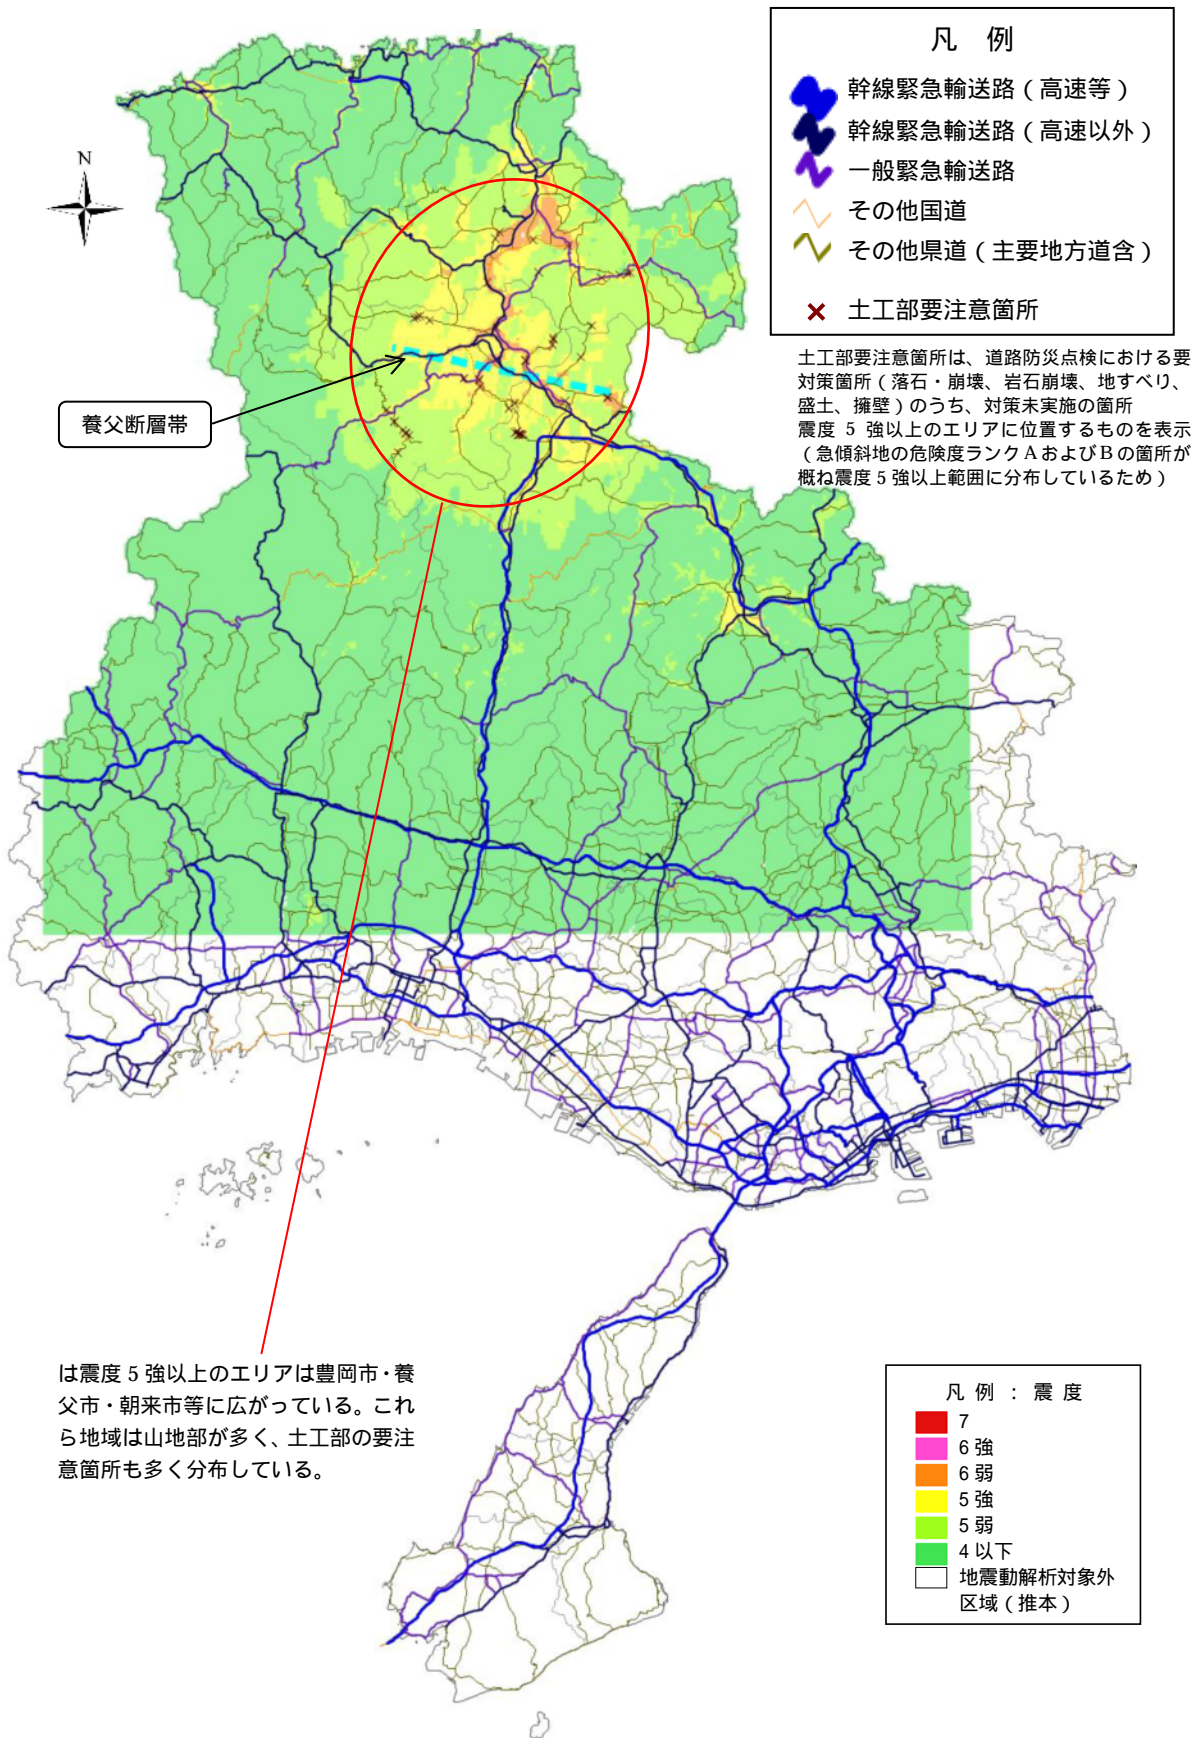 凡 例
幹線緊急輸送路（高速等）
幹線緊急輸送路（高速以外）
一般緊急輸送路
その他国道
その他県道（主要地方道含）
土工部要注意箇所
N
土工部要注意箇所は、道路防災点検における要
対策箇所（落石・崩壊、岩石崩壊、地すべり、
盛土、擁壁）のうち、対策未実施の箇所
震度 5 強以上のエリアに位置するものを表示
（急傾斜地の危険度ランク A および B の箇所が
概ね震度 5 強以上範囲に分布しているため）
養父断層帯
は震度 5 強以上のエリアは豊岡市・養
父市・朝来市等に広がっている。これ
ら地域は山地部が多く、土工部の要注
意箇所も多く分布している。
凡 例 ： 震 度
7
6 強
6 弱
5 強
5 弱
4 以下
地震動解析対象外
区域（推本）